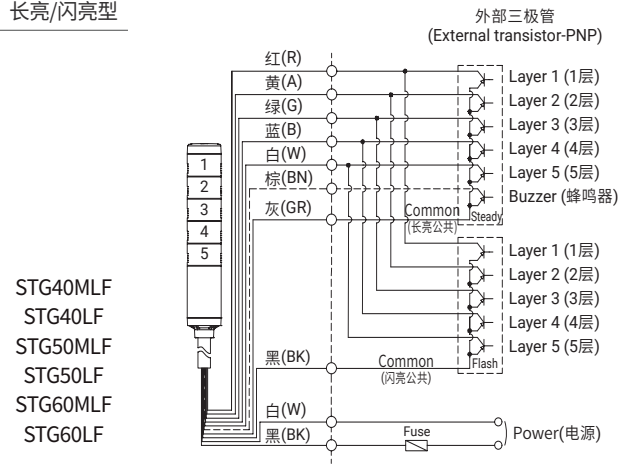 长亮/闪亮型
外部三极管
(External transistor-PNP)
红(R)
黄(A)
绿(G)
蓝(B)
白(W)
棕(BN)
灰(GR)
Layer 1 (1层)
Layer 2 (2层)
Layer 3 (3层)
Layer 4 (4层)
Layer 5 (5层)
Buzzer (蜂鸣器)
Common
(长亮公共)
Steady
1
2
3
4
5
Layer 1 (1层)
Layer 2 (2层)
Layer 3 (3层)
Layer 4 (4层)
Layer 5 (5层)
STG40MLF
STG40LF
STG50MLF
STG50LF
STG60MLF
STG60LF
黑(BK)
Common
(闪亮公共)
Flash
白(W)
黑(BK)
Fuse
Power(电源)